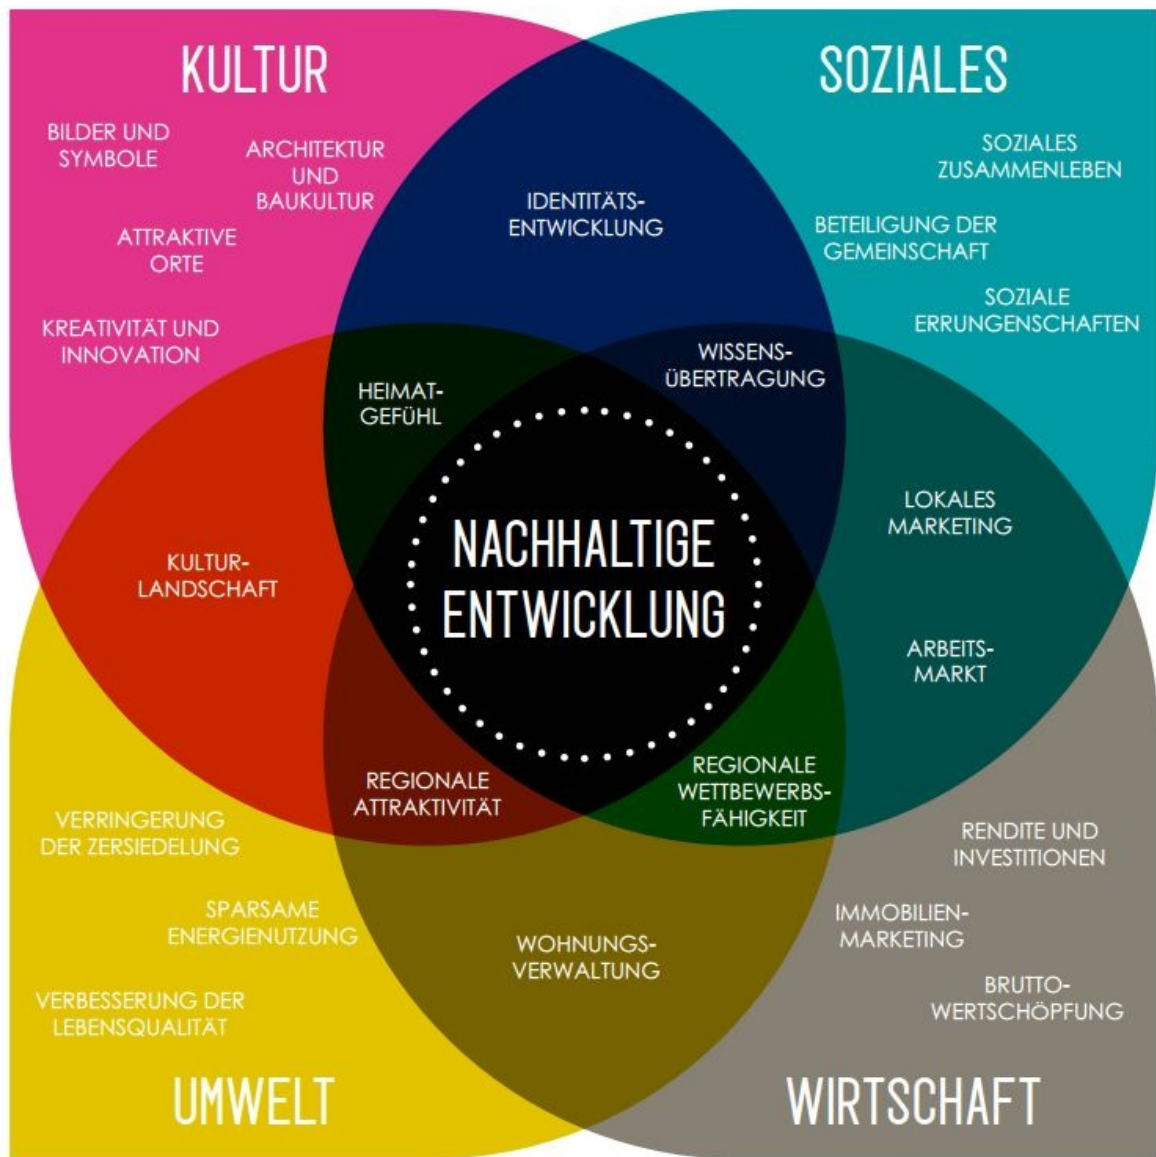 KULTUR
BILDER UND
SYMBOLE
ARCHITEKTUR
UND
BAUKULTUR
ATTRAKTIVE
ORTE
KREATIVITÄT UND
INNOVATION
SOZIALES
SOZIALES
ZUSAMMENLEBEN
BETEILIGUNG DER
GEMEINSCHAFT
SOZIALE
ERRUNGENSCHAFTEN
IDENTITÄTS-
ENTWICKLUNG
HEIMAT-
GEFÜHL
WISSENS-
ÜBERTRAGUNG
KULTUR-
LANDSCHAFT
NACHHALTIGE
ENTWICKLUNG
LOKALES
MARKETING
ARBEITS-
MARKT
REGIONALE
ATTRAKTIVITÄT
REGIONALE
WETTBEWERBS-
FÄHIGKEIT
WOHNUNGS-
VERWALTUNG
VERRINGERUNG
DER ZERSIEDELUNG
SPARSAME
ENERGIENUTZUNG
VERBESSERUNG DER
LEBENSQUALITÄT
UMWELT
RENDITE UND
INVESTITIONEN
IMMOBILIEN-
MARKETING
BRUTTO-
WERTSCHÖPFUNG
WIRTSCHAFT